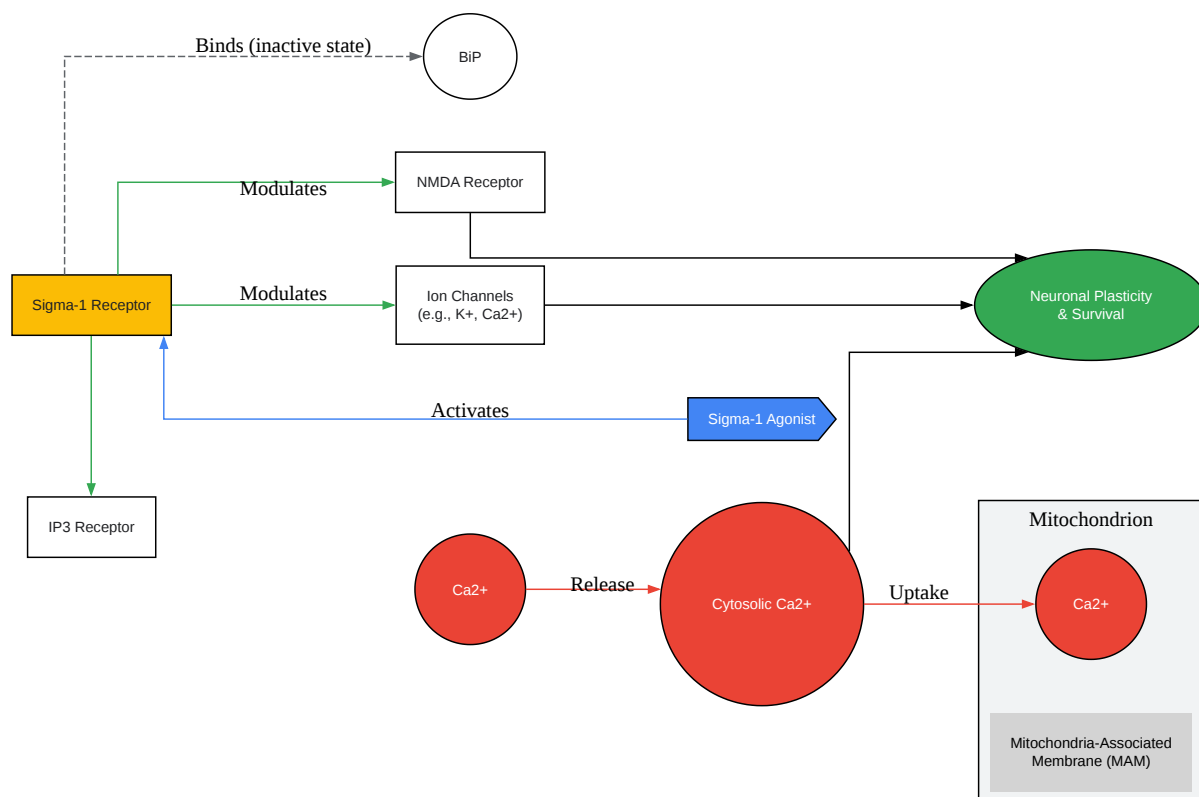 Binds (inactive state)
BiP
NMDA Receptor
Modulates
Sigma-1 Receptor
Modulates
Ion Channels
(e.g., K+, Ca2+)
Neuronal Plasticity
& Survival
Activates
Sigma-1 Agonist
IP3 Receptor
Mitochondrion
Ca2+
Release
Cytosolic Ca2+
Uptake
Ca2+
Mitochondria-Associated
Membrane (MAM)